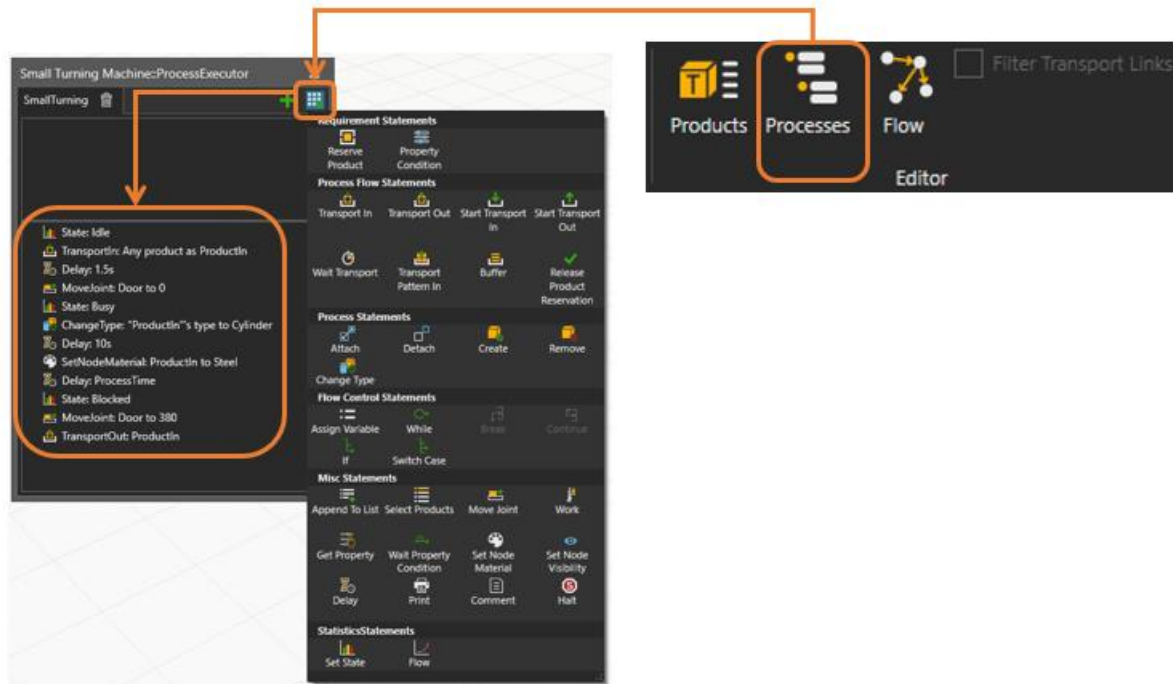 Small Turning Machine::ProcessExecutor
SmallTurning
State: Idle
TransportIn: Any product as ProductIn
Delay: 1.5s
MoveJoint: Door to 0
State: Busy
ChangeType: "ProductIn"'s type to Cylinder
Delay: 10s
SetNodeMaterial: ProductIn to Steel
Delay: ProcessTime
State: Blocked
MoveJoint: Door to 380
TransportOut: ProductIn
Requirement Statements
Reserve Product
Property Condition
Process Flow Statements
Transport In
Transport Out
Start Transport In
Start Transport Out
Wait Transport
Transport Pattern In
Buffer
Release Product Reservation
Process Statements
Attach
Detach
Create
Remove
Change Type
Flow Control Statements
Assign Variable
While
Break
Continue
If
Switch Case
Misc Statements
Append To List
Select Products
Move Joint
Work
Get Property
Wait Property Condition
Set Node Material
Set Node Visibility
Delay
Print
Comment
Halt
StatisticsStatements
Set State
Flow
Products
Processes
Flow
Filter Transport Links
Editor